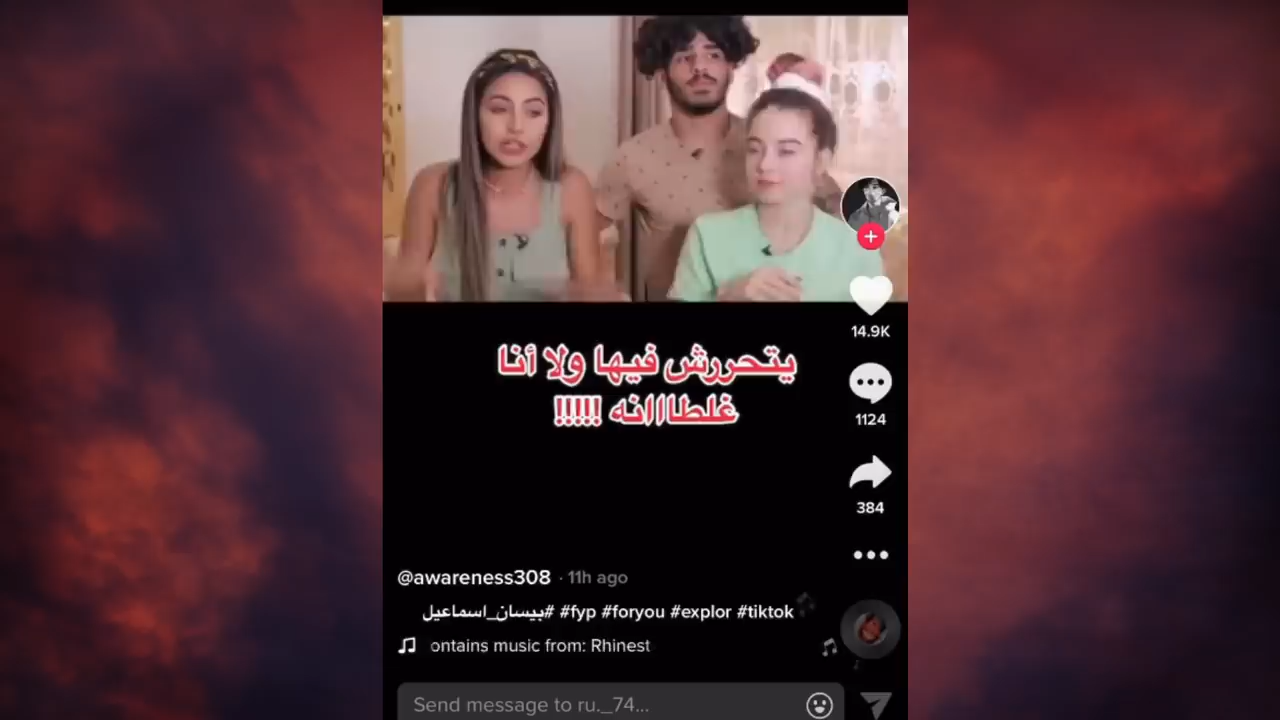 14.9K
يتحررش فيها ولا أنا
غلطااانه !!!!!
1124
384
@awareness308 · 11h ago
#بيسان_اسماعيل #fyp #foryou #explor #tiktok
ontains music from: Rhinest
Send message to ru._74...